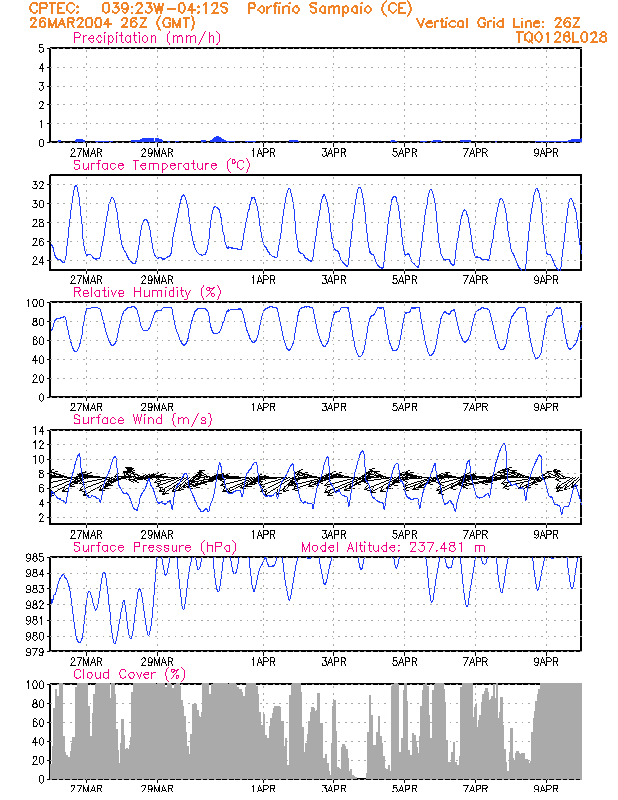 CPTEC: 039:23W-04:12S Porfirio Sampaio (CE)
26MAR2004 26Z (GMT) Vertical Grid Line: 26Z
Precipitation (mm/h) TQ0126L028
5
4
3
2
1
0
27MAR 29MAR 1APR 3APR 5APR 7APR 9APR
Surface Temperature (°C)
32
30
28
26
24
27MAR 29MAR 1APR 3APR 5APR 7APR 9APR
Relative Humidity (%)
100
80
60
40
20
0
27MAR 29MAR 1APR 3APR 5APR 7APR 9APR
Surface Wind (m/s)
14
12
10
8
6
4
2
27MAR 29MAR 1APR 3APR 5APR 7APR 9APR
Surface Pressure (hPa) Model Altitude: 237.481 m
985
984
983
982
981
980
979
27MAR 29MAR 1APR 3APR 5APR 7APR 9APR
Cloud Cover (%)
100
80
60
40
20
0
27MAR 29MAR 1APR 3APR 5APR 7APR 9APR